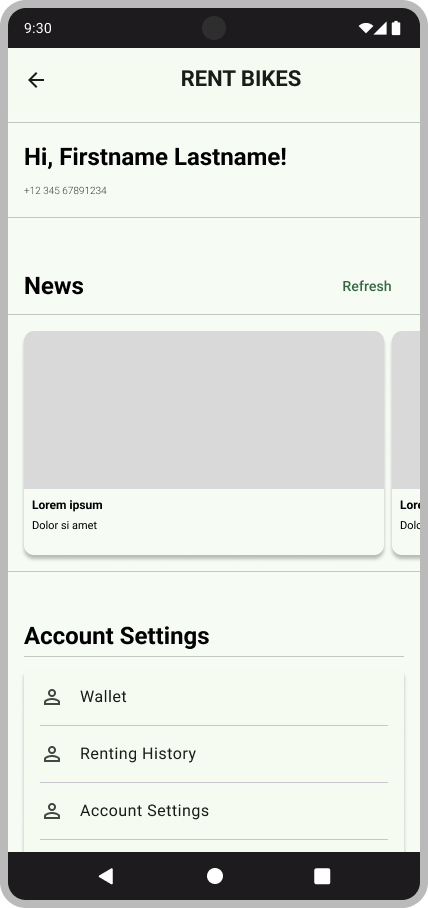 9:30
RENT BIKES
Hi, Firstname Lastname!
+12 345 67891234
News
Refresh
Lorem ipsum
Dolor si amet
Lore
Dolo
Account Settings
Wallet
Renting History
Account Settings